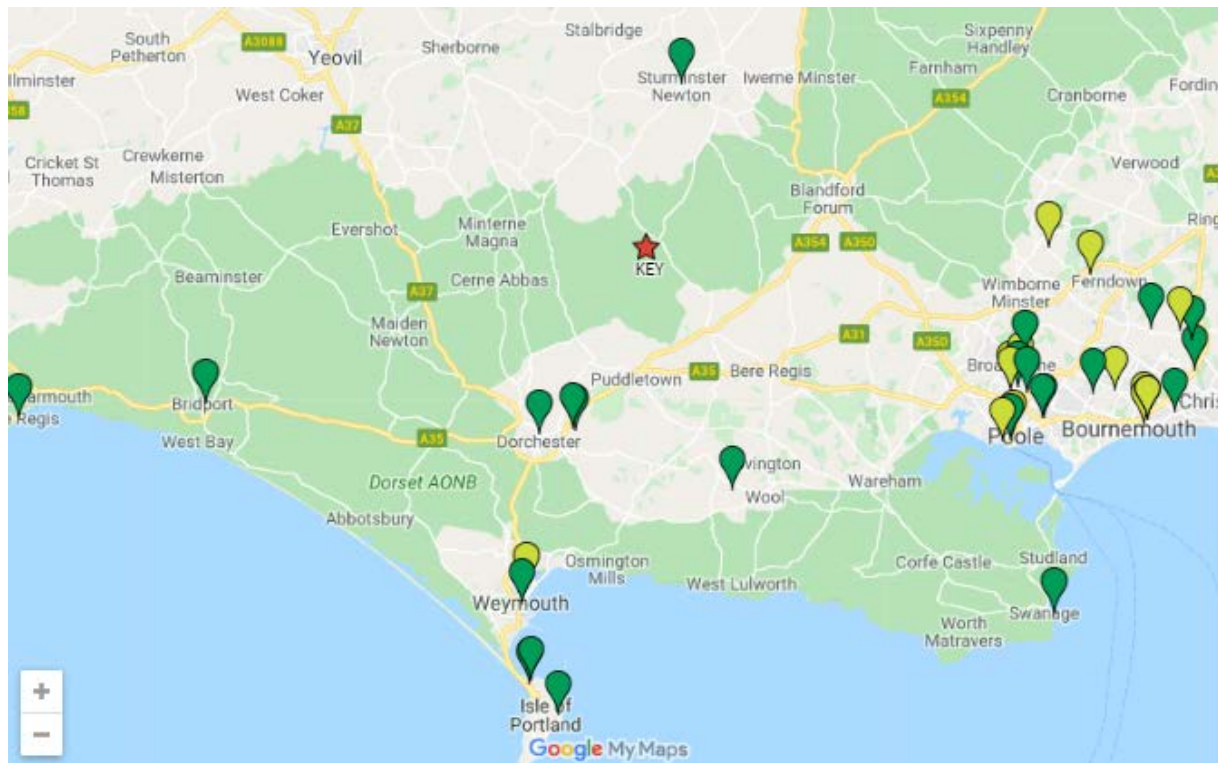 South
Petherton
A3088
Yeovil
Sherborne
Stalbridge
Sixpenny
Handley
Ilminster
West Coker
Sturminster
Newton
Iwerne Minster
Farnham
A354
Cranborne
A37
Cricket St
Thomas
Crewkerne
Misterton
Verwood
Blandford
Forum
Evershot
Minterne
Magna
A354
A350
KEY
Beaminster
Cerne Abbas
A37
Wimborne
Minster
Ferndown
Maiden
Newton
A31
A350
Puddletown
A35
Bere Regis
Bridport
West Bay
A35
Dorchester
Poole
Bournemouth
Dorset AONB
Wool
Wareham
Abbotsbury
Osmington
Mills
West Lulworth
Corfe Castle
Studland
Weymouth
Swanage
Worth
Matravers
+
−
Isle of
Portland
Google My Maps